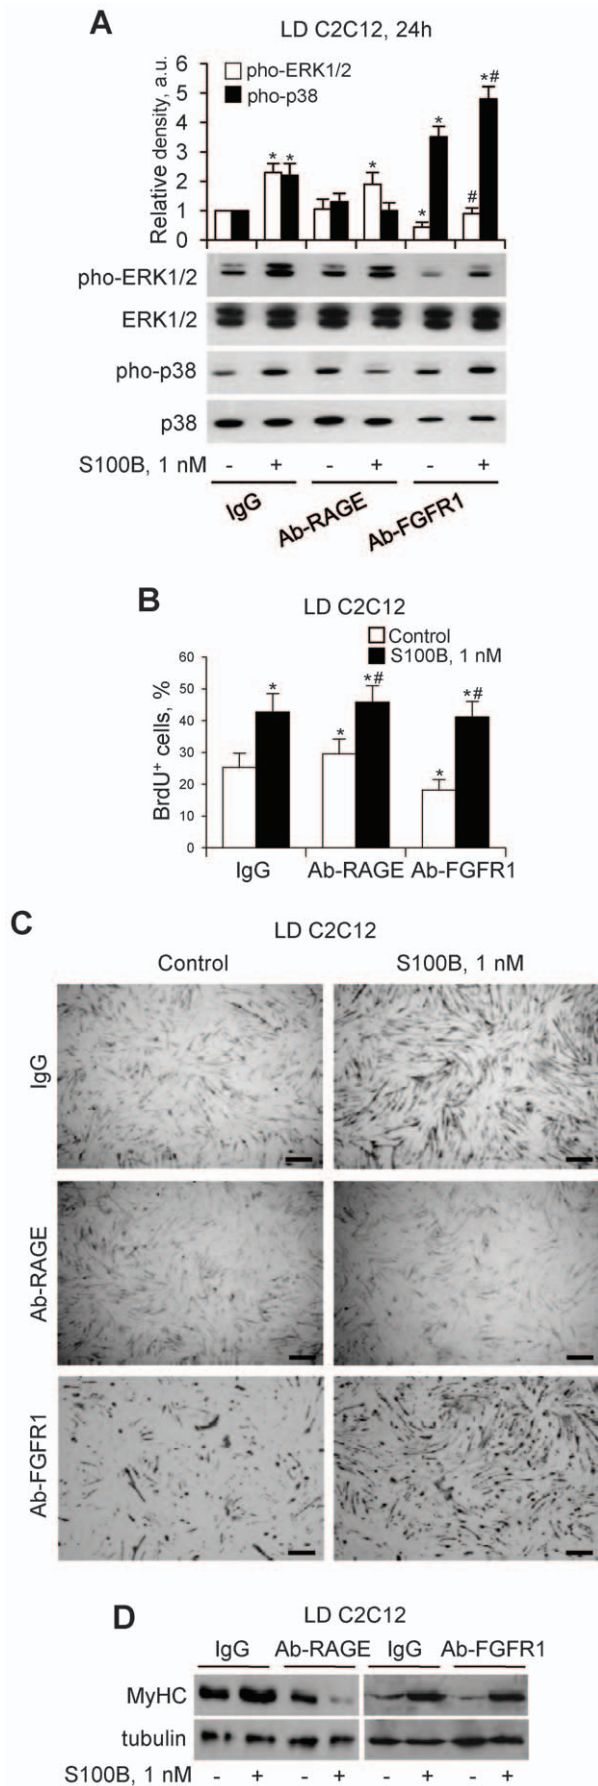 A
LD C2C12, 24h
pho-ERK1/2
pho-p38
Relative density, a.u.
6
5
4
3
2
1
0
* * * * * # *#
pho-ERK1/2
ERK1/2
pho-p38
p38
S100B, 1 nM - + - + - +
IgG Ab-RAGE Ab-FGFR1
B
LD C2C12
Control
S100B, 1 nM
BrdU+ cells, %
60
50
40
30
20
10
0
* * *# * *#
IgG Ab-RAGE Ab-FGFR1
C
LD C2C12
Control S100B, 1 nM
IgG
Ab-RAGE
Ab-FGFR1
D
LD C2C12
IgG Ab-RAGE IgG Ab-FGFR1
MyHC
tubulin
S100B, 1 nM - + - + - + - +